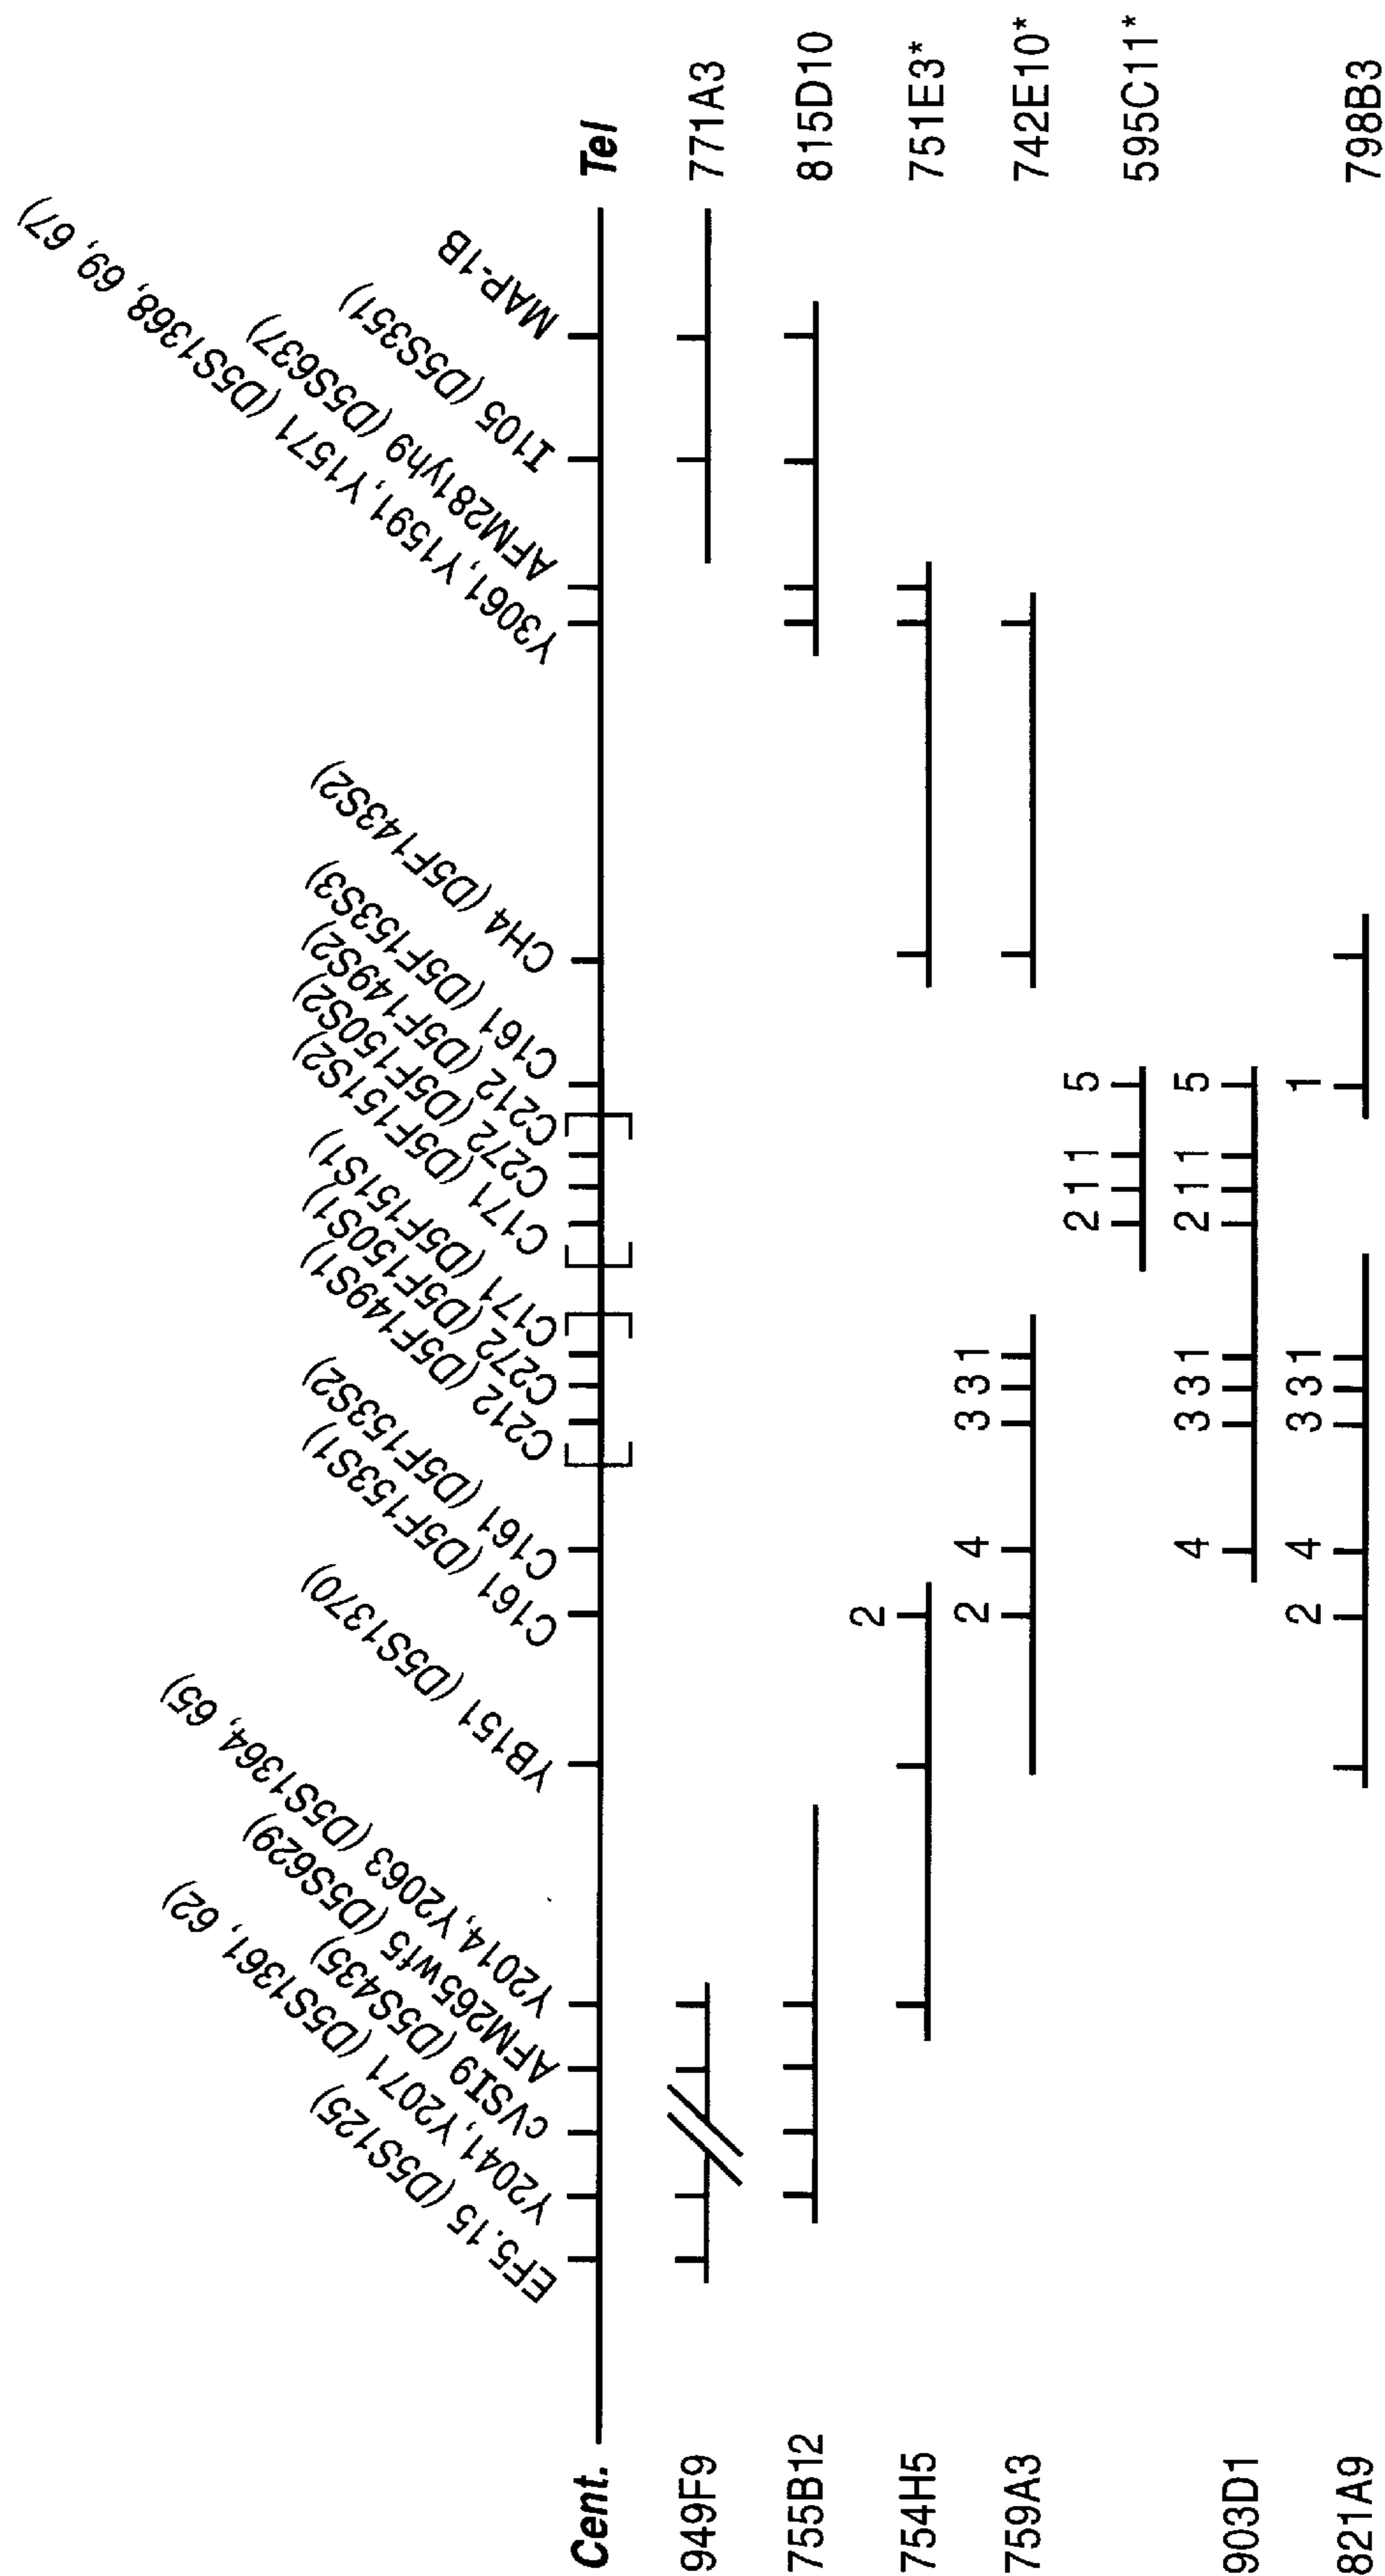 Cent.
EF5.15 (D5S125)
Y2041, Y2071 (D5S1361, 62)
cVSI9 (D5S435)
AFM265wf5 (D5S629)
Y2014, Y2063 (D5S1364, 65)
YB151 (D5S1370)
C161 (D5F153S1)
C161 (D5F153S2)
C212 (D5F149S1)
C272 (D5F150S1)
C171 (D5F151S1)
C171 (D5F151S2)
C272 (D5F150S2)
C212 (D5F149S2)
C161 (D5F153S3)
CH4 (D5F143S2)
Y3061, Y1591, Y1571 (D5S1368, 69, 67)
AFM281yh9 (D5S637)
I105 (D5S351)
MAP-1B
Tel
949F9 771A3
755B12 815D10
754H5 2 751E3*
759A3 2 4 3 3 1 742E10*
2 1 1 5 595C11*
903D1 4 3 3 1 2 1 1 5
821A9 2 4 3 3 1 1 798B3